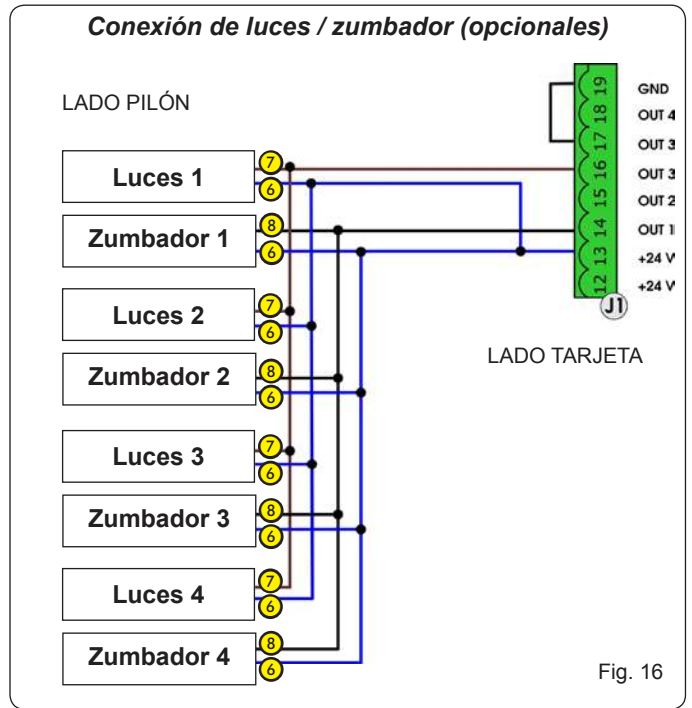 Conexión de luces / zumbador (opcionales)
LADO PILÓN
Luces 1
7
6
Zumbador 1
8
6
Luces 2
7
6
Zumbador 2
8
6
Luces 3
7
6
Zumbador 3
8
6
Luces 4
7
6
Zumbador 4
8
6
19 GND
18 OUT 4
17 OUT 3
16 OUT 3
15 OUT 2
14 OUT 1
13 +24 V
12 +24 V
J1
LADO TARJETA
Fig. 16